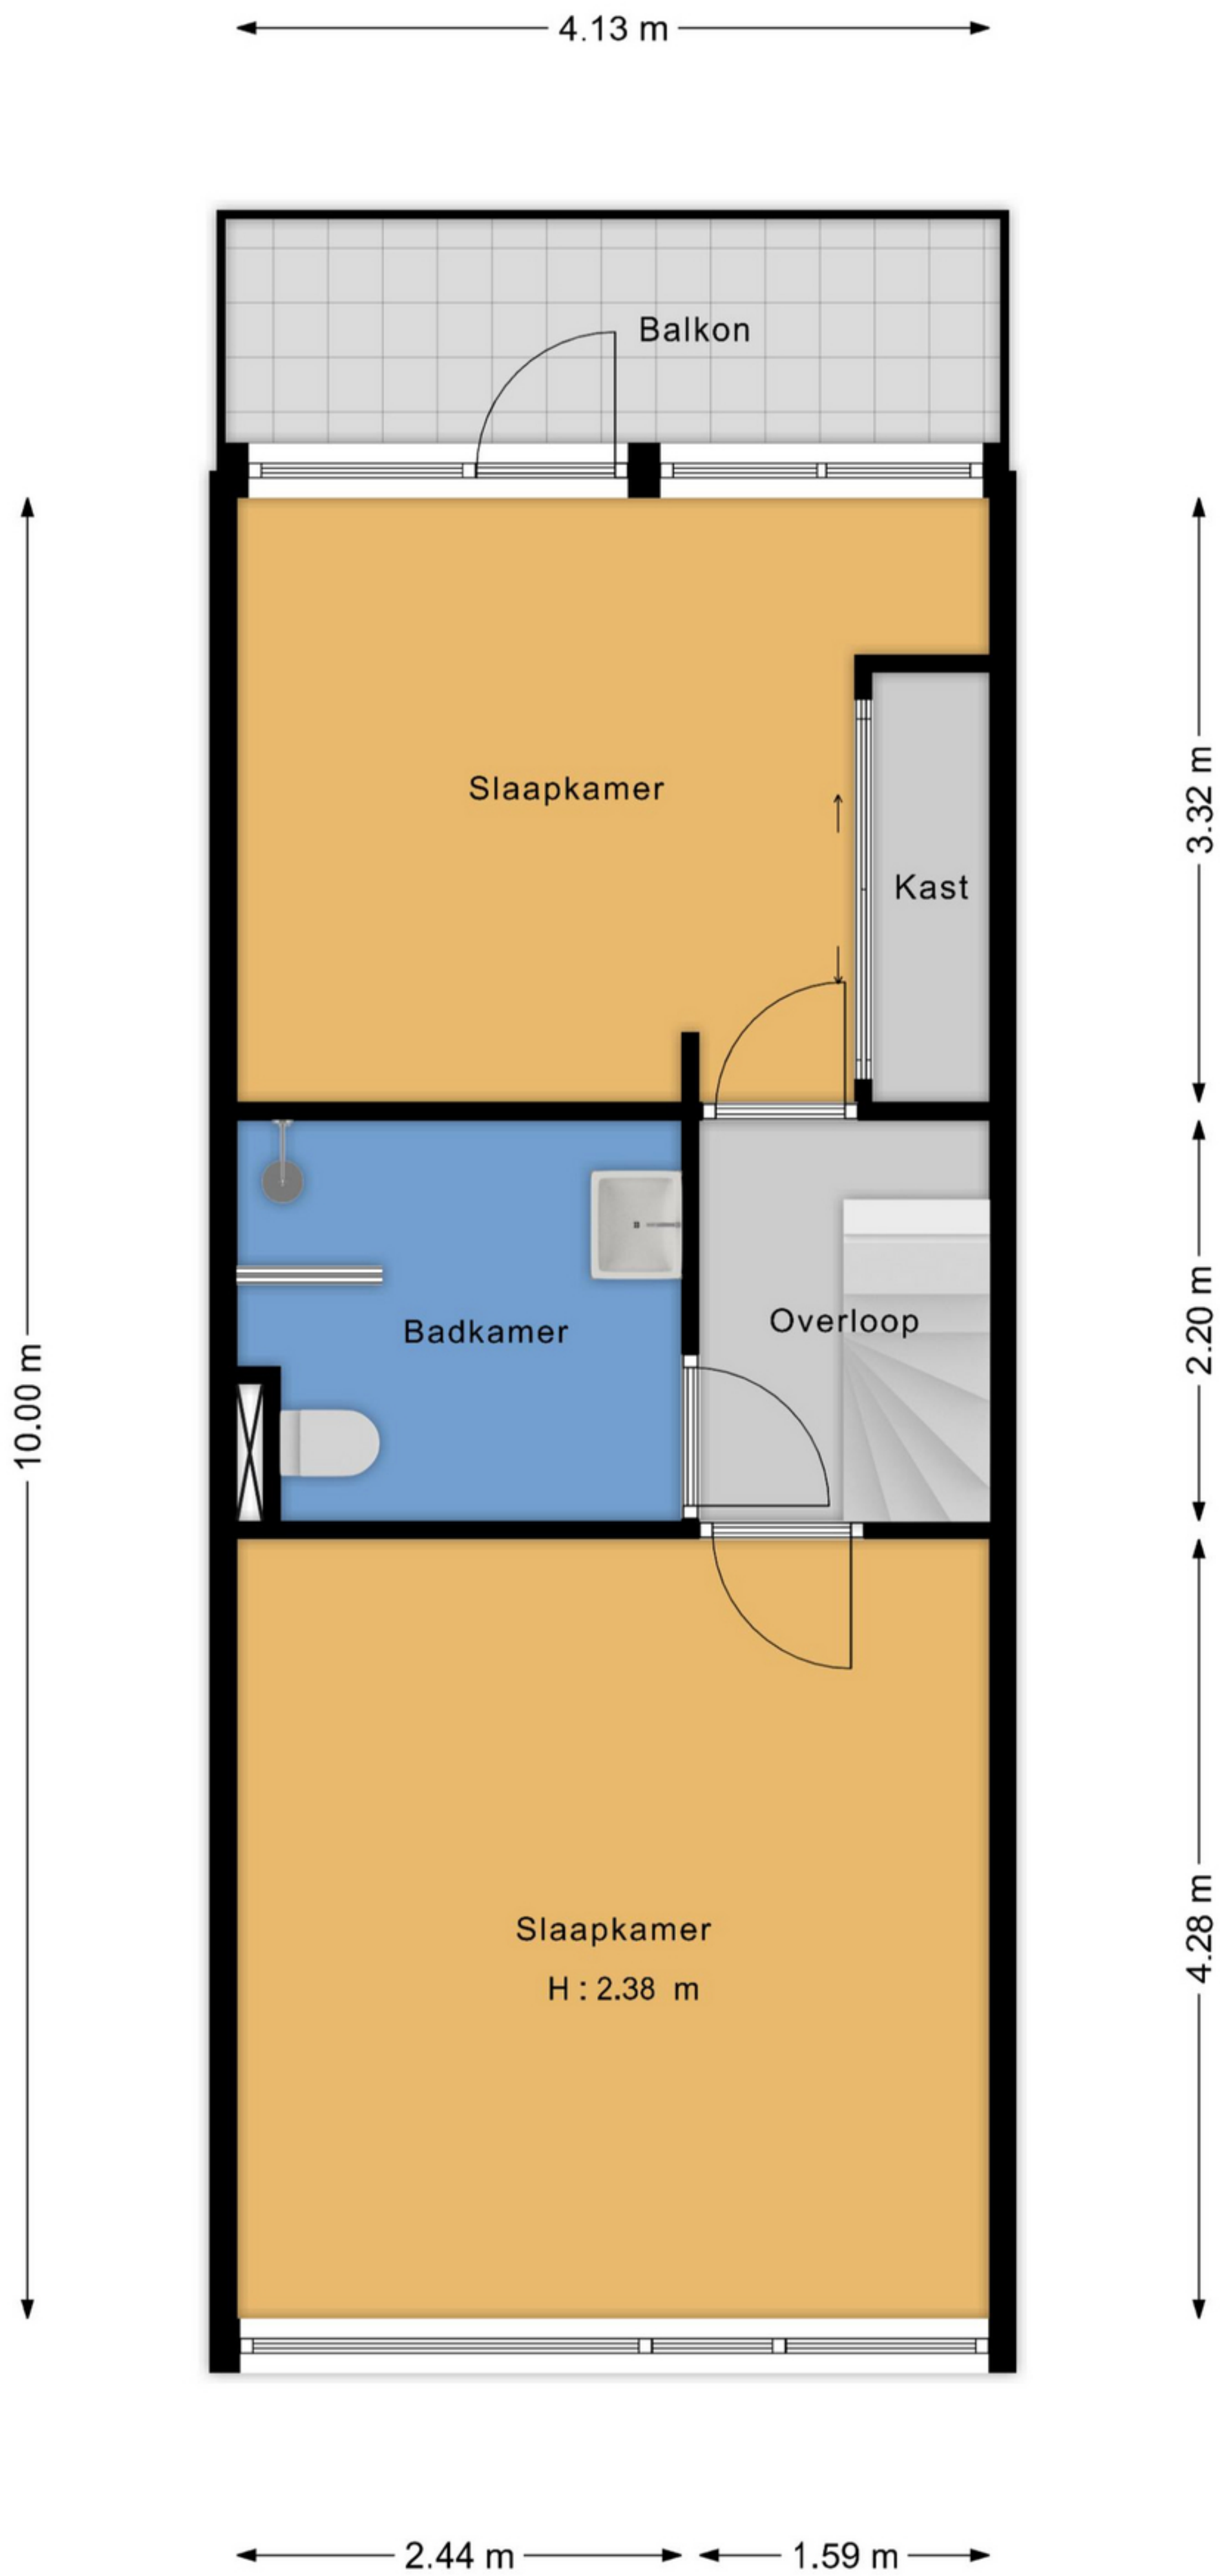 4.13 m
Balkon
Slaapkamer
Kast
3.32 m
Badkamer
Overloop
2.20 m
10.00 m
Slaapkamer
H : 2.38 m
4.28 m
2.44 m
1.59 m